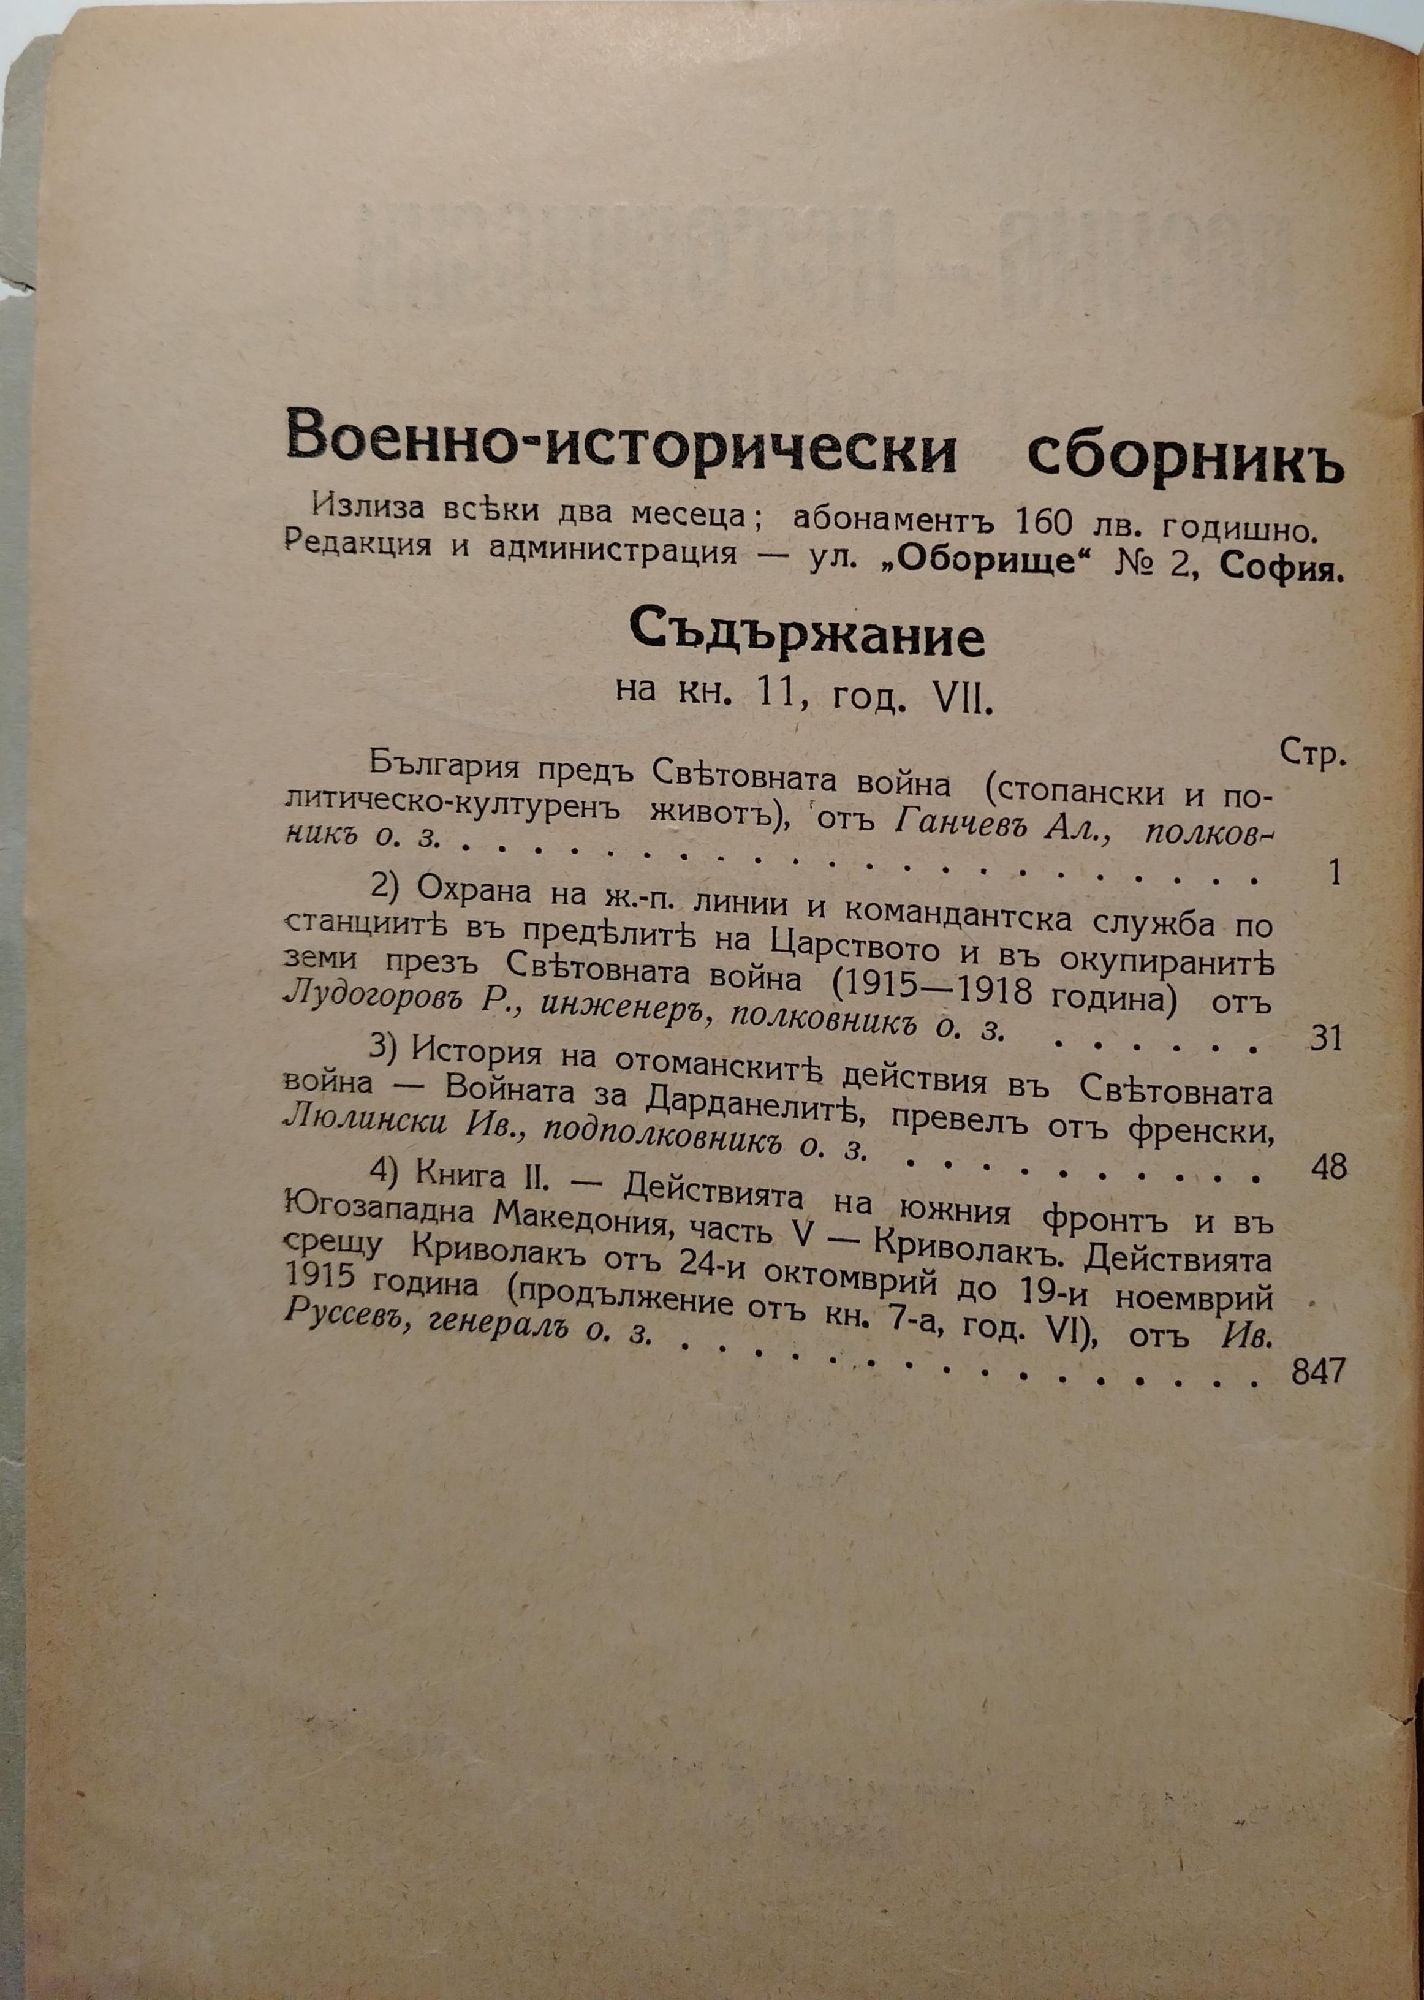 Военно-исторически сборникъ
Излиза всѣки два месеца; абонаментъ 160 лв. годишно.
Редакция и администрация — ул. „Оборище“ № 2, София.
Съдържание
на кн. 11, год. VII.
Стр.
България предъ Свѣтовната война (стопански и по-
литическо-културенъ животъ), отъ Ганчевъ Ал., полков-
никъ о. з. . . . . . . . . . . . . . . . . . . . . . . . 1
2) Охрана на ж.-п. линии и командантска служба по
станциитѣ въ предѣлитѣ на Царството и въ окупиранитѣ
земи презъ Свѣтовната война (1915—1918 година) отъ
Лудогоровъ Р., инженеръ, полковникъ о. з. . . . . . . 31
3) История на отоманскитѣ действия въ Свѣтовната
война — Войната за Дарданелитѣ, превелъ отъ френски,
Люлински Ив., подполковникъ о. з. . . . . . . . . . . 48
4) Книга II. — Действията на южния фронтъ и въ
Югозападна Македония, часть V — Криволакъ. Действията
срещу Криволакъ отъ 24-и октомврий до 19-и ноемврий
1915 година (продължение отъ кн. 7-а, год. VI), отъ Ив.
Руссевъ, генералъ о. з. . . . . . . . . . . . . . . . . 847